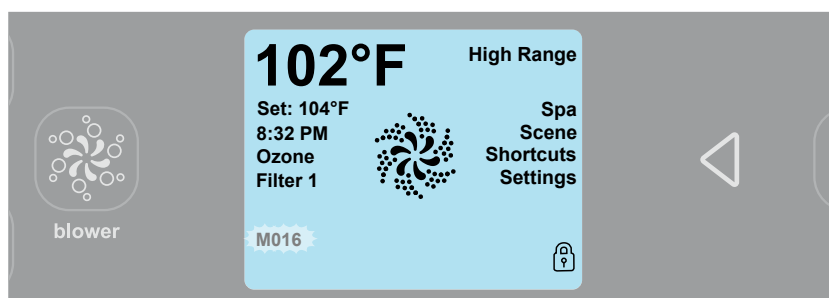 102°F
High Range
Set: 104°F
8:32 PM
Ozone
Filter 1
Spa
Scene
Shortcuts
Settings
blower
M016